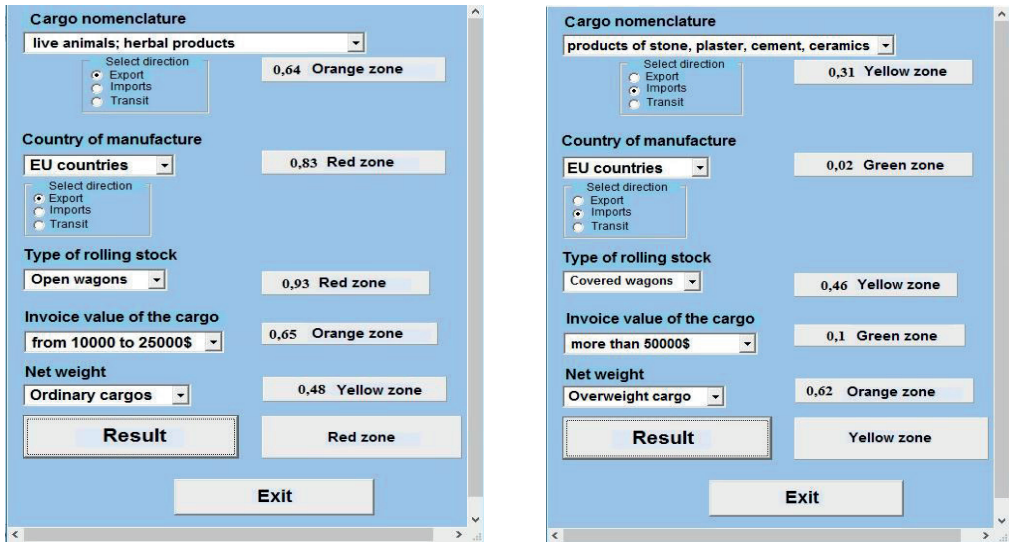 Cargo nomenclature
live animals; herbal products
Select direction
Export
Imports
Transit
0,64 Orange zone
Country of manufacture
EU countries
0,83 Red zone
Select direction
Export
Imports
Transit
Type of rolling stock
Open wagons
0,93 Red zone
Invoice value of the cargo
from 10000 to 25000$
0,65 Orange zone
Net weight
Ordinary cargos
0,48 Yellow zone
Result
Red zone
Exit
Cargo nomenclature
products of stone, plaster, cement, ceramics
Select direction
Export
Imports
Transit
0,31 Yellow zone
Country of manufacture
EU countries
0,02 Green zone
Select direction
Export
Imports
Transit
Type of rolling stock
Covered wagons
0,46 Yellow zone
Invoice value of the cargo
more than 50000$
0,1 Green zone
Net weight
Overweight cargo
0,62 Orange zone
Result
Yellow zone
Exit